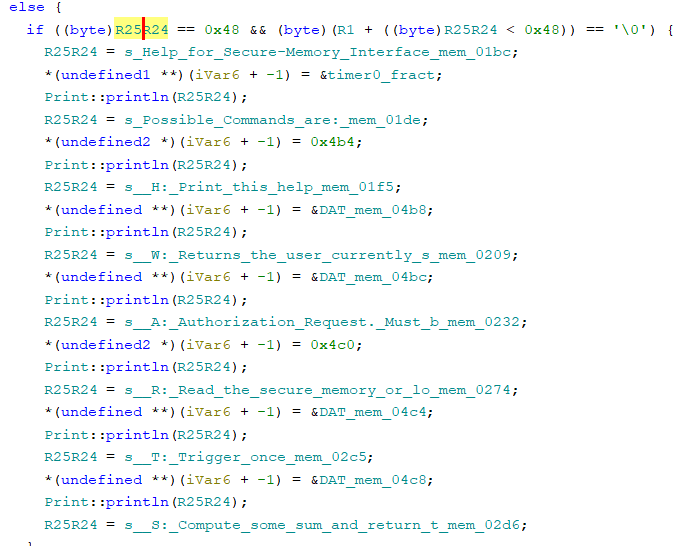 else {
if ((byte)R25R24 == 0x48 && (byte)(R1 + ((byte)R25R24 < 0x48)) == '\0') {
R25R24 = s_Help_for_Secure-Memory_Interface_mem_01bc;
*(undefined1 **)(iVar6 + -1) = &timer0_fract;
Print::println(R25R24);
R25R24 = s_Possible_Commands_are:_mem_01de;
*(undefined2 *)(iVar6 + -1) = 0x4b4;
Print::println(R25R24);
R25R24 = s__H:_Print_this_help_mem_01f5;
*(undefined **)(iVar6 + -1) = &DAT_mem_04b8;
Print::println(R25R24);
R25R24 = s__W:_Returns_the_user_currently_s_mem_0209;
*(undefined **)(iVar6 + -1) = &DAT_mem_04bc;
Print::println(R25R24);
R25R24 = s__A:_Authorization_Request._Must_b_mem_0232;
*(undefined2 *)(iVar6 + -1) = 0x4c0;
Print::println(R25R24);
R25R24 = s__R:_Read_the_secure_memory_or_lo_mem_0274;
*(undefined **)(iVar6 + -1) = &DAT_mem_04c4;
Print::println(R25R24);
R25R24 = s__T:_Trigger_once_mem_02c5;
*(undefined **)(iVar6 + -1) = &DAT_mem_04c8;
Print::println(R25R24);
R25R24 = s__S:_Compute_some_sum_and_return_t_mem_02d6;